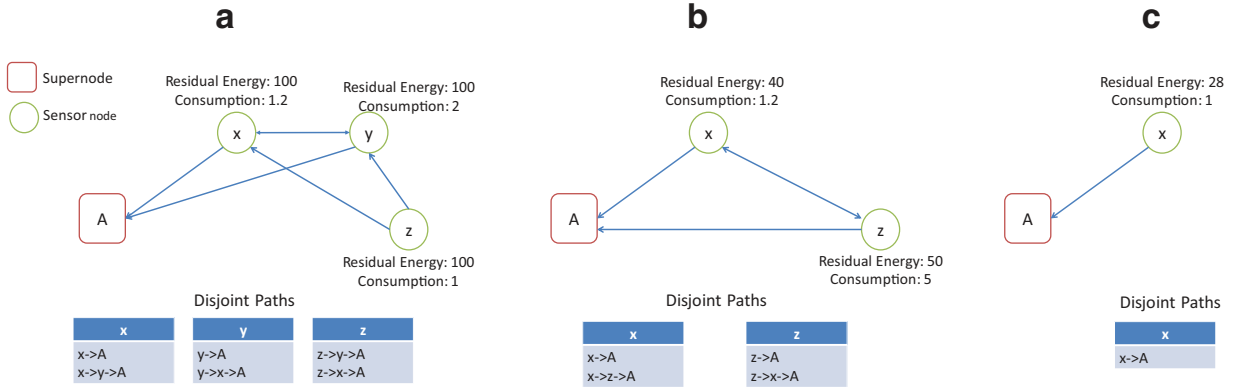 a
b
c
Supernode
Sensor node
Residual Energy: 100
Consumption: 1.2
Residual Energy: 100
Consumption: 2
x
y
A
z
Residual Energy: 100
Consumption: 1
Disjoint Paths
x
y
z
x->A
x->y->A
y->A
y->x->A
z->y->A
z->x->A
Residual Energy: 40
Consumption: 1.2
x
A
z
Residual Energy: 50
Consumption: 5
Disjoint Paths
x
z
x->A
x->z->A
z->A
z->x->A
Residual Energy: 28
Consumption: 1
x
A
Disjoint Paths
x
x->A